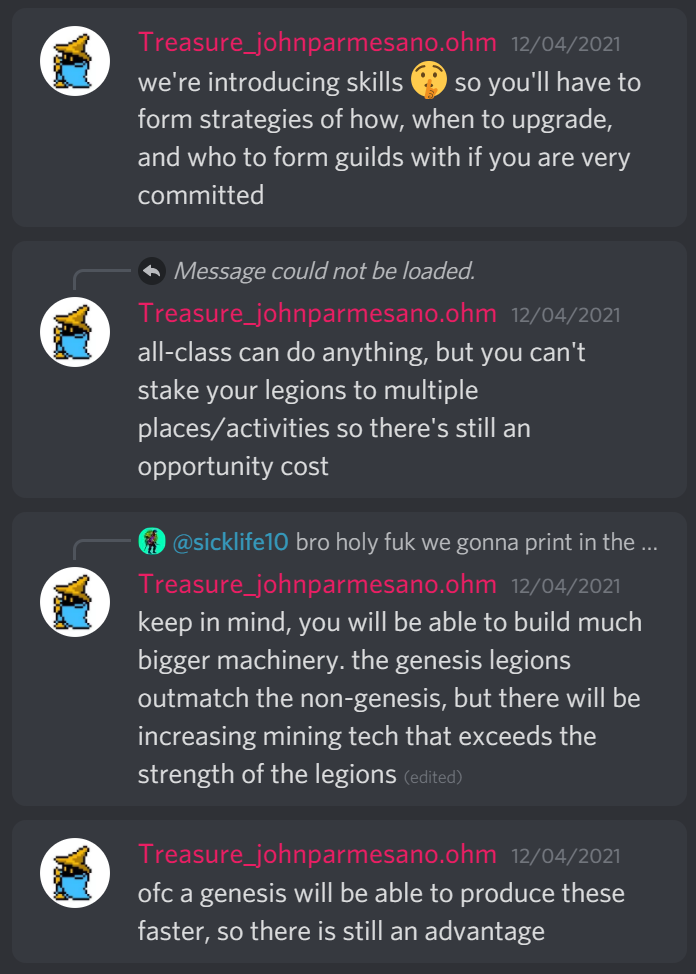 Treasure_johnparmesano.ohm 12/04/2021
we're introducing skills 🤫 so you'll have to
form strategies of how, when to upgrade,
and who to form guilds with if you are very
committed
Message could not be loaded.
Treasure_johnparmesano.ohm 12/04/2021
all-class can do anything, but you can't
stake your legions to multiple
places/activities so there's still an
opportunity cost
@sicklife10 bro holy fuk we gonna print in the ...
Treasure_johnparmesano.ohm 12/04/2021
keep in mind, you will be able to build much
bigger machinery. the genesis legions
outmatch the non-genesis, but there will be
increasing mining tech that exceeds the
strength of the legions (edited)
Treasure_johnparmesano.ohm 12/04/2021
ofc a genesis will be able to produce these
faster, so there is still an advantage